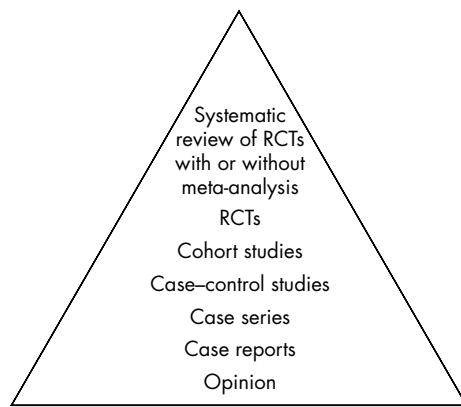 Systematic
review of RCTs
with or without
meta-analysis
RCTs
Cohort studies
Case–control studies
Case series
Case reports
Opinion